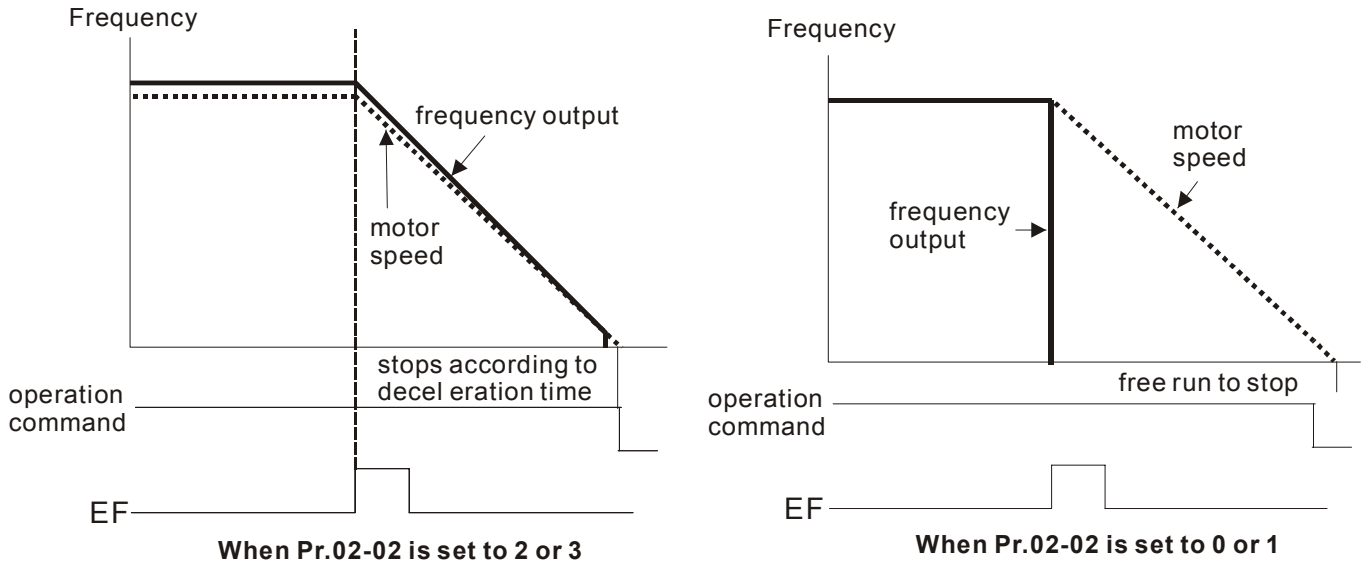 Frequency
frequency output
motor
speed
stops according to
decel eration time
operation
command
EF
When Pr.02-02 is set to 2 or 3
Frequency
motor
speed
frequency
output
free run to stop
operation
command
EF
When Pr.02-02 is set to 0 or 1